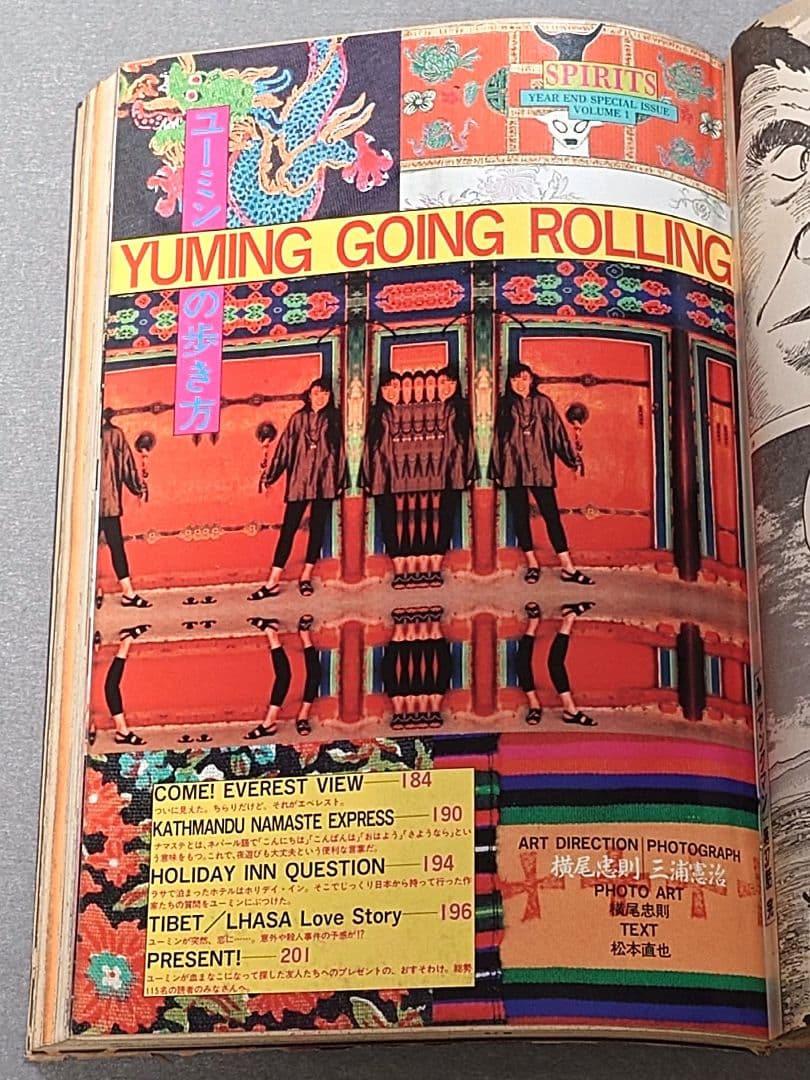 SPIRITS
YEAR END SPECIAL ISSUE
VOLUME 1
ユーミンの歩き方
YUMING GOING ROLLING
COME! EVEREST VIEW—184
ついに見えた。ちらりだけど。それがエベレスト。
KATHMANDU NAMASTE EXPRESS—190
ナマステとは、ネパール語で「こんにちは」「こんばんは」「おはよう」「さようなら」とい
う意味をもつ。これで、夜遊びも大丈夫という便利な言葉だ。
HOLIDAY INN QUESTION—194
ラサで泊まったホテルはホリデイ・イン。そこでじっくり日本から持って行った作
家たちの質問をユーミンにぶつけた。
TIBET/LHASA Love Story—196
ユーミンが突然、恋に……。意外や殺人事件の予感が!?
PRESENT!—201
ユーミンが血まなこになって探した友人たちへのプレゼントの、おすそわけ。総勢
115名の読者のみなさんへ。
ART DIRECTION|PHOTOGRAPH
横尾忠則 三浦憲治
PHOTO ART
横尾忠則
TEXT
松本直也